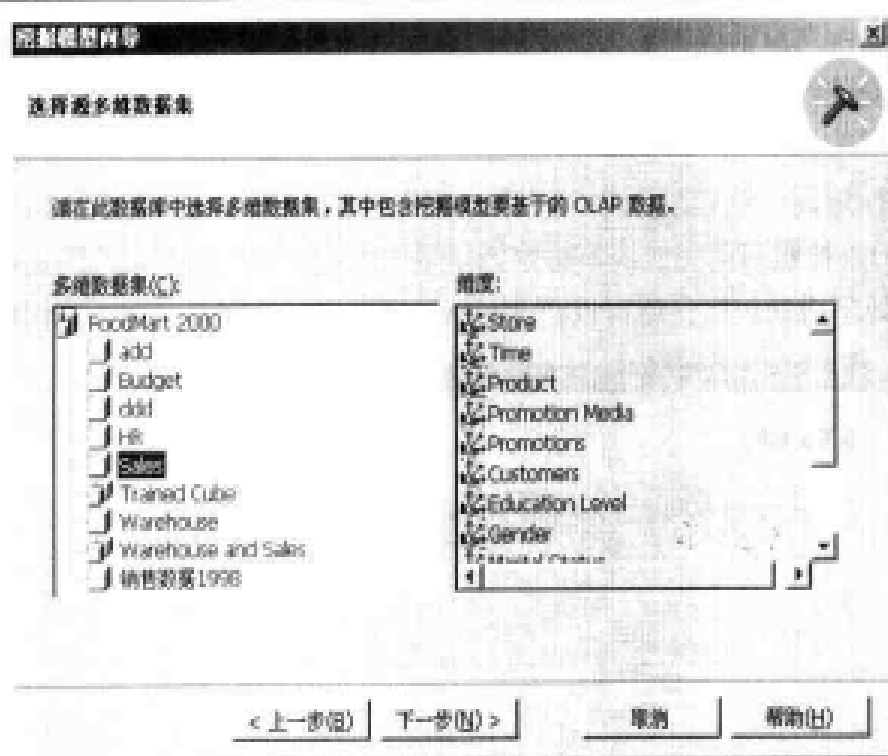 挖掘模型向导
选择源多维数据集
请在此数据库中选择多维数据集，其中包含挖掘模型要基于的 OLAP 数据。
多维数据集(C):
FoodMart 2000
add
Budget
ddd
HR
Sales
Trained Cube
Warehouse
Warehouse and Sales
销售数据1998
维度:
Store
Time
Product
Promotion Media
Promotions
Customers
Education Level
Gender
Marital Status
< 上一步(B)
下一步(N) >
取消
帮助(H)